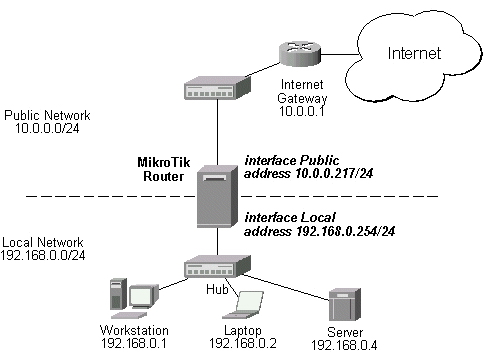 Internet
Internet
Gateway
10.0.0.1
Public Network
10.0.0.0/24
MikroTik
Router
interface Public
address 10.0.0.217/24
interface Local
address 192.168.0.254/24
Local Network
192.168.0.0/24
Hub
Workstation
192.168.0.1
Laptop
192.168.0.2
Server
192.168.0.4